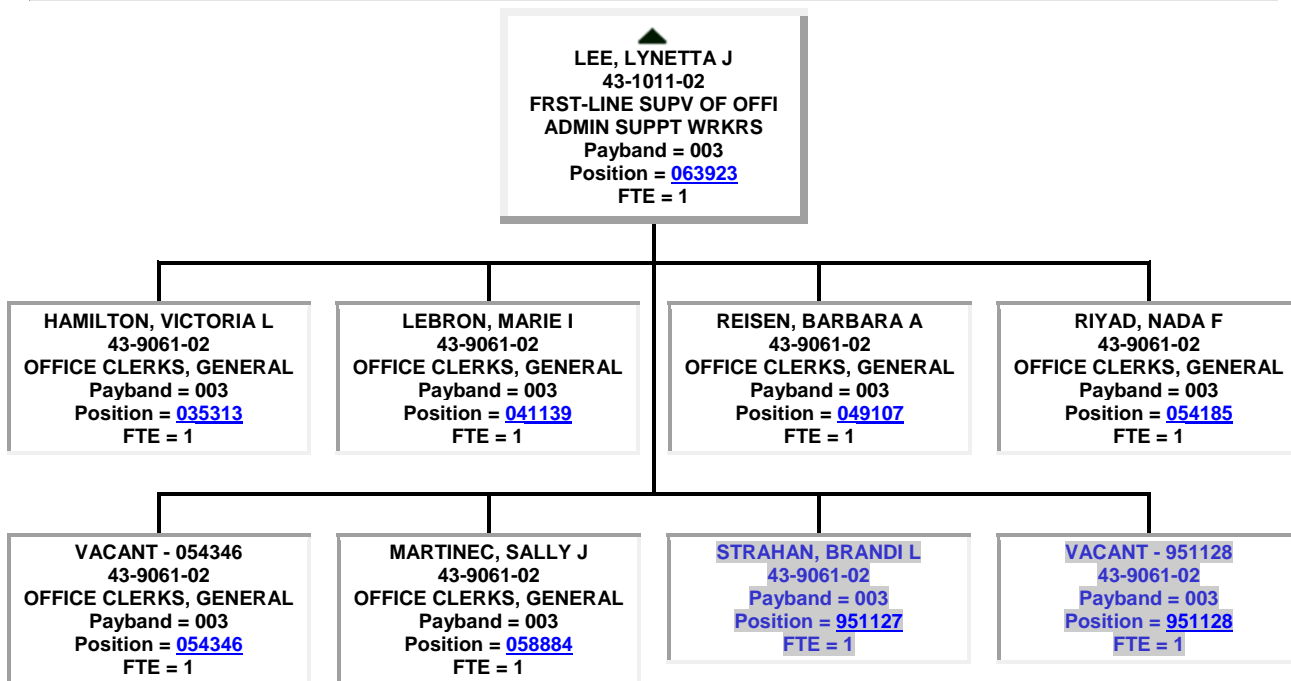 LEE, LYNETTA J
43-1011-02
FRST-LINE SUPV OF OFFI
ADMIN SUPPT WRKRS
Payband = 003
Position = 063923
FTE = 1
HAMILTON, VICTORIA L
43-9061-02
OFFICE CLERKS, GENERAL
Payband = 003
Position = 035313
FTE = 1
LEBRON, MARIE I
43-9061-02
OFFICE CLERKS, GENERAL
Payband = 003
Position = 041139
FTE = 1
REISEN, BARBARA A
43-9061-02
OFFICE CLERKS, GENERAL
Payband = 003
Position = 049107
FTE = 1
RIYAD, NADA F
43-9061-02
OFFICE CLERKS, GENERAL
Payband = 003
Position = 054185
FTE = 1
VACANT - 054346
43-9061-02
OFFICE CLERKS, GENERAL
Payband = 003
Position = 054346
FTE = 1
MARTINEC, SALLY J
43-9061-02
OFFICE CLERKS, GENERAL
Payband = 003
Position = 058884
FTE = 1
STRAHAN, BRANDI L
43-9061-02
Payband = 003
Position = 951127
FTE = 1
VACANT - 951128
43-9061-02
Payband = 003
Position = 951128
FTE = 1